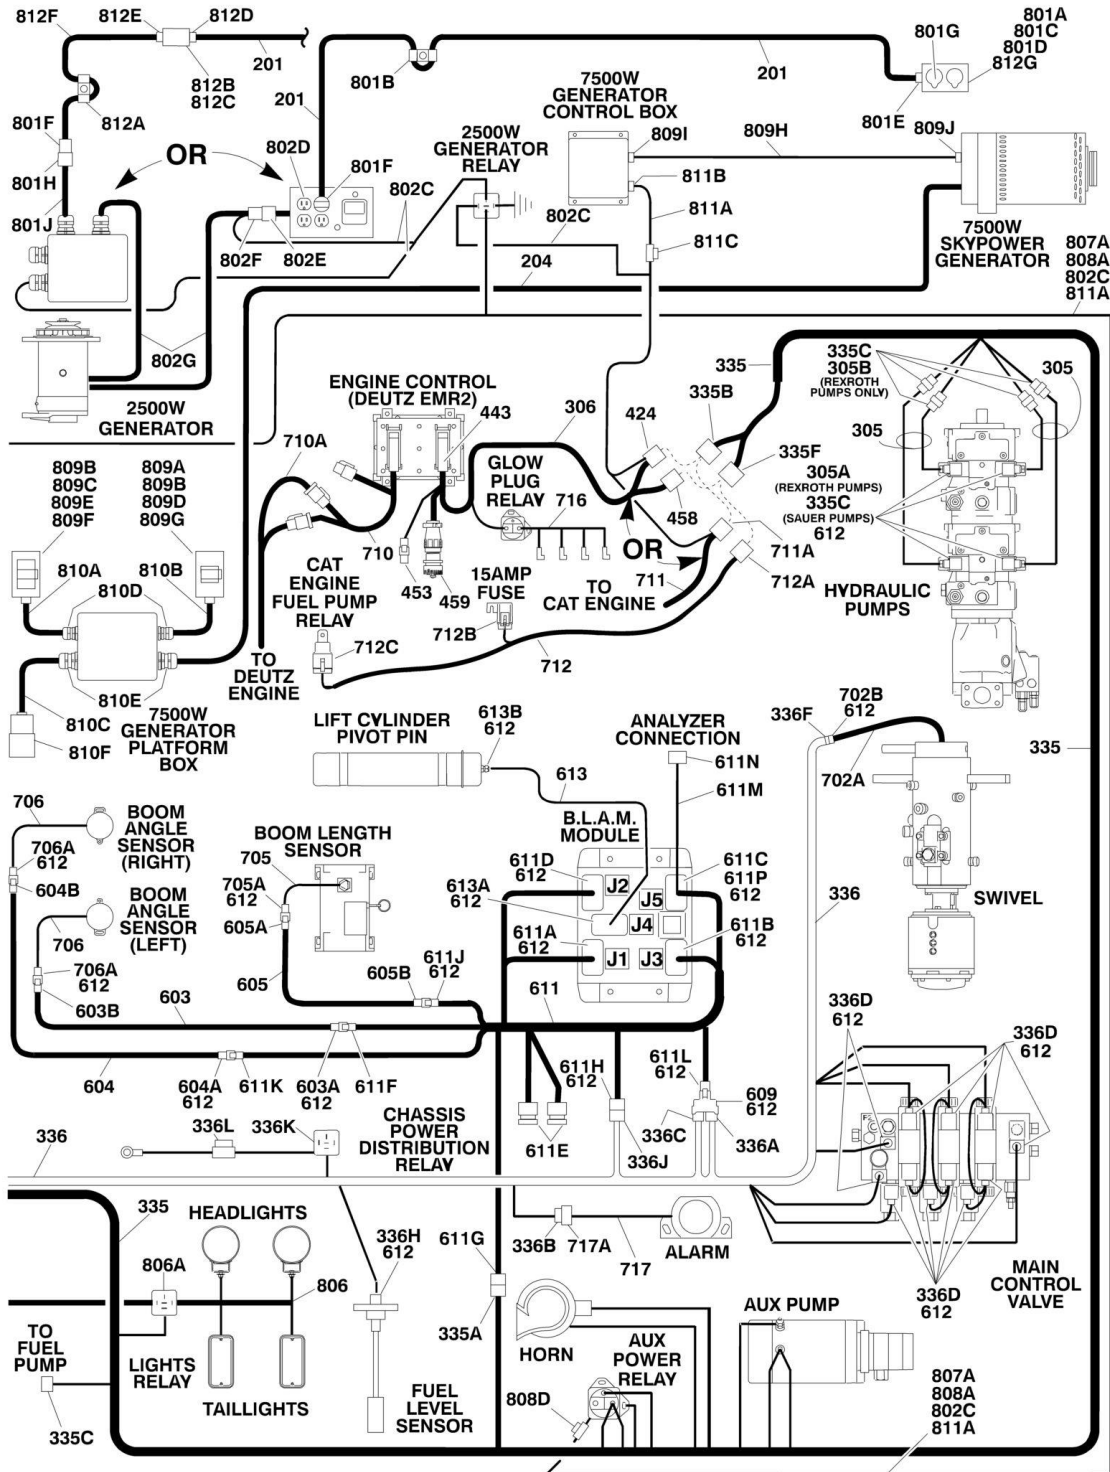 812F
812E
812D
201
812B
812C
812A
801F
801H
801J
OR
802D
801F
201
801B
802C
802F
802E
802G
2500W
GENERATOR
2500W
GENERATOR
RELAY
802C
204
7500W
GENERATOR
CONTROL BOX
809I
811B
811A
811C
809H
809J
201
801G
801E
801A
801C
801D
812G
7500W
SKYPOWER
GENERATOR
807A
808A
802C
811A
ENGINE CONTROL
(DEUTZ EMR2)
443
710A
710
453
459
306
GLOW
PLUG
RELAY
716
424
458
OR
335
335B
335F
711A
712A
711
TO
CAT ENGINE
15AMP
FUSE
712B
712
CAT
ENGINE
FUEL PUMP
RELAY
712C
TO
DEUTZ
ENGINE
335C
305B
(REXROTH
PUMPS ONLY)
305
305
305A
(REXROTH PUMPS)
335C
(SAUER PUMPS)
612
HYDRAULIC
PUMPS
809B
809C
809E
809F
809A
809B
809D
809G
810A
810B
810D
810E
810C
810F
7500W
GENERATOR
PLATFORM
BOX
LIFT CYLINDER
PIVOT PIN
613B
612
613
ANALYZER
CONNECTION
611N
611M
B.L.A.M.
MODULE
336F
702B
612
702A
335
SWIVEL
336
706
BOOM
ANGLE
SENSOR
(RIGHT)
706A
612
604B
BOOM
ANGLE
SENSOR
(LEFT)
706
706A
612
603B
BOOM LENGTH
SENSOR
705
705A
612
605A
605
605B
611J
612
611D
612
613A
612
611A
612
J2
J5
J4
J1
J3
611C
611P
612
611B
612
611
603
604
604A
612
611K
603A
612
611F
611E
611H
612
336J
611L
612
609
612
336C
336A
336D
612
336D
612
F2
336D
612
MAIN
CONTROL
VALVE
336
336L
336K
CHASSIS
POWER
DISTRIBUTION
RELAY
335
HEADLIGHTS
806A
806
LIGHTS
RELAY
TAILLIGHTS
TO
FUEL
PUMP
335C
336H
612
FUEL
LEVEL
SENSOR
611G
335A
336B
717A
717
ALARM
HORN
AUX
POWER
RELAY
808D
AUX PUMP
807A
808A
802C
811A